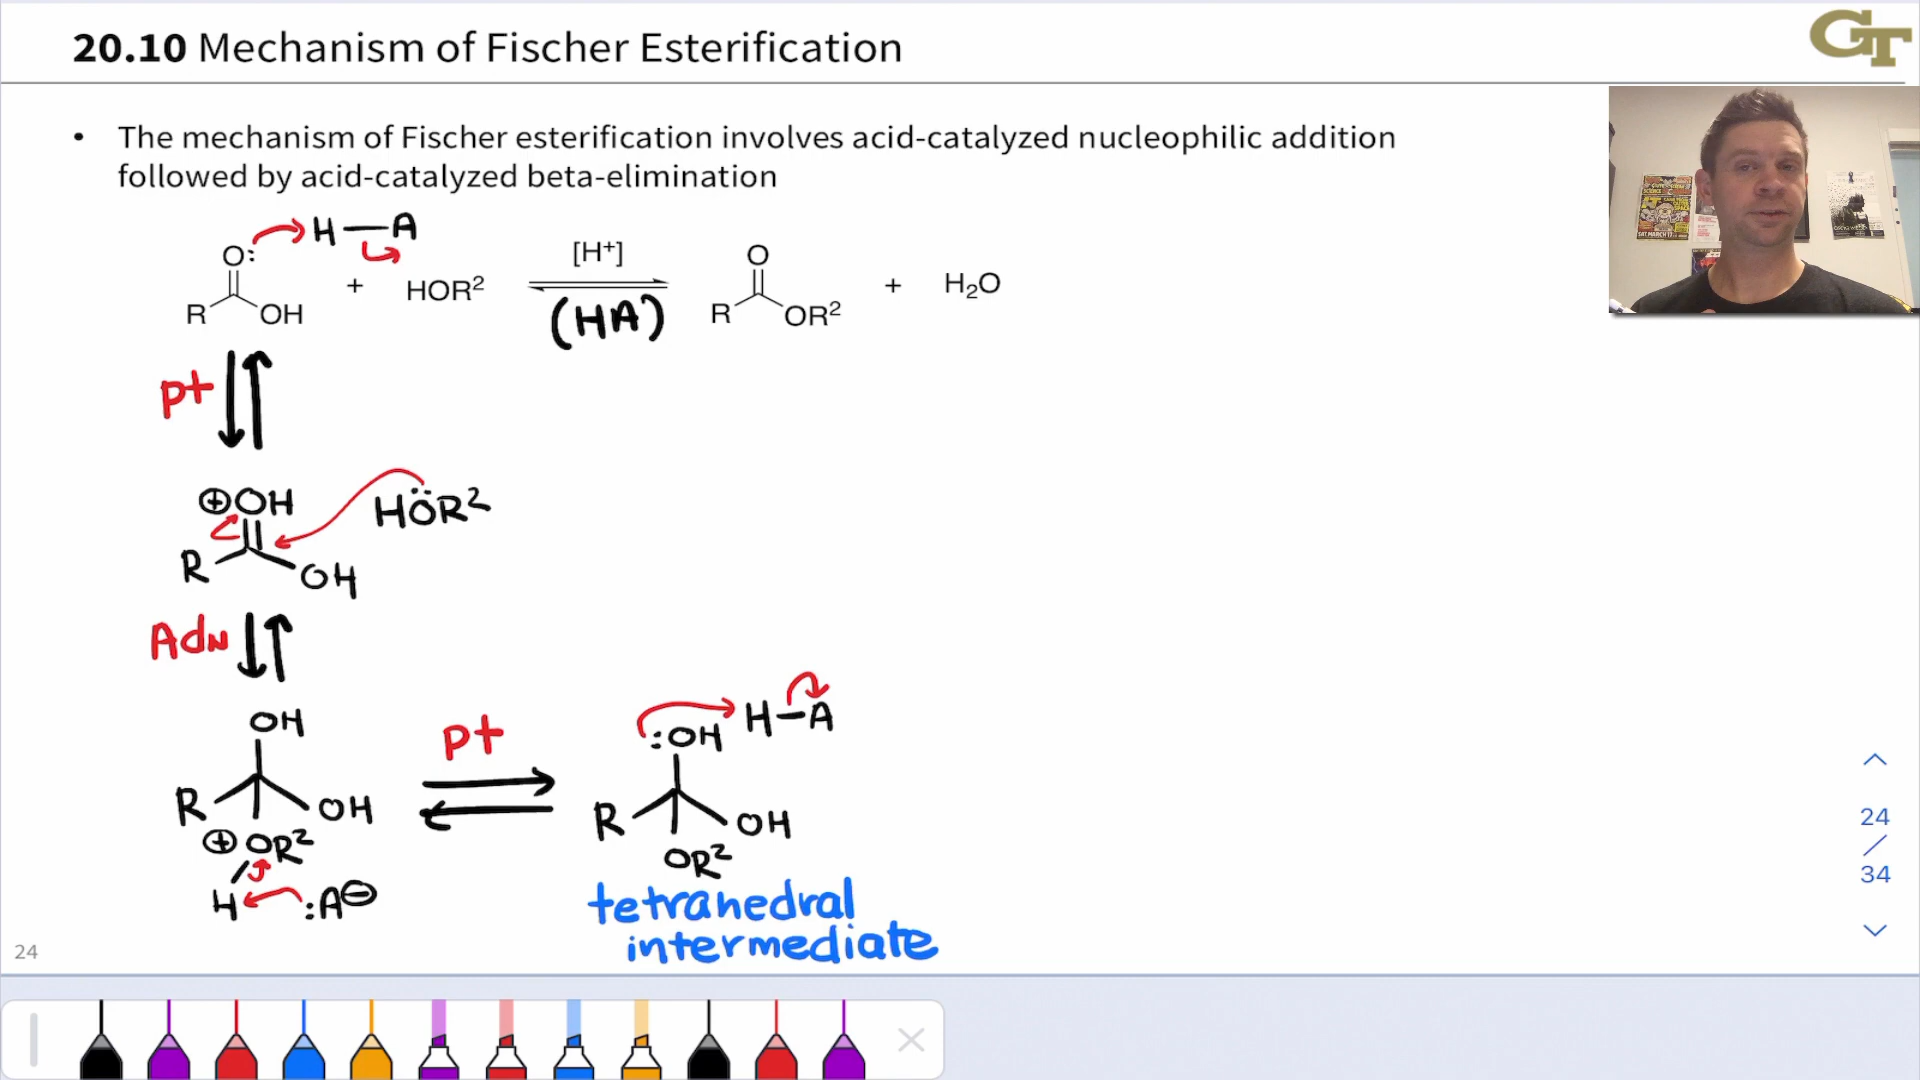 20.10 Mechanism of Fischer Esterification
GT
• The mechanism of Fischer esterification involves acid-catalyzed nucleophilic addition
followed by acid-catalyzed beta-elimination
H—A
O:
[H⁺]
O
+ HOR²
+ H₂O
R OH
(HA)
R OR²
pt
⊕OH
HÖR²
R
OH
AdN
OH
pt
:OH H–A
R OH
R OH
⊕ OR²
OR²
H :A⊖
tetrahedral
intermediate
24
/
34
24